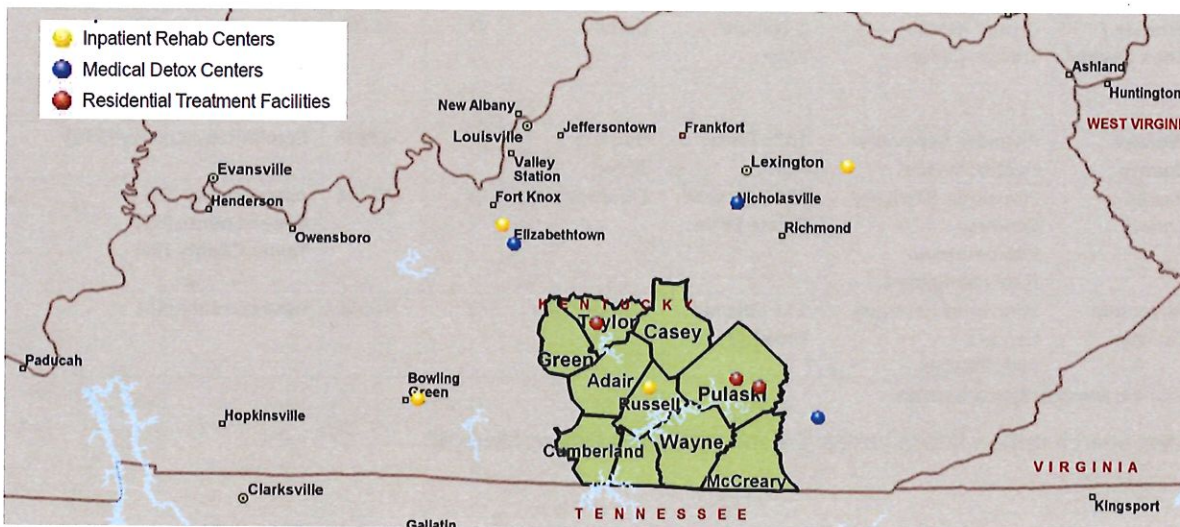 Inpatient Rehab Centers
Medical Detox Centers
Residential Treatment Facilities
Ashland
Huntington
WEST VIRGINI
New Albany
Louisville
Jeffersontown
Frankfort
Valley
Station
Lexington
Evansville
Henderson
Fort Knox
Nicholasville
Owensboro
Elizabethtown
Richmond
KENTUCKY
Taylor
Casey
Green
Paducah
Adair
Bowling
Green
Russell
Pulaski
Hopkinsville
Wayne
Cumberland
McCreary
VIRGINIA
Clarksville
Kingsport
TENNESSEE
Gallatin